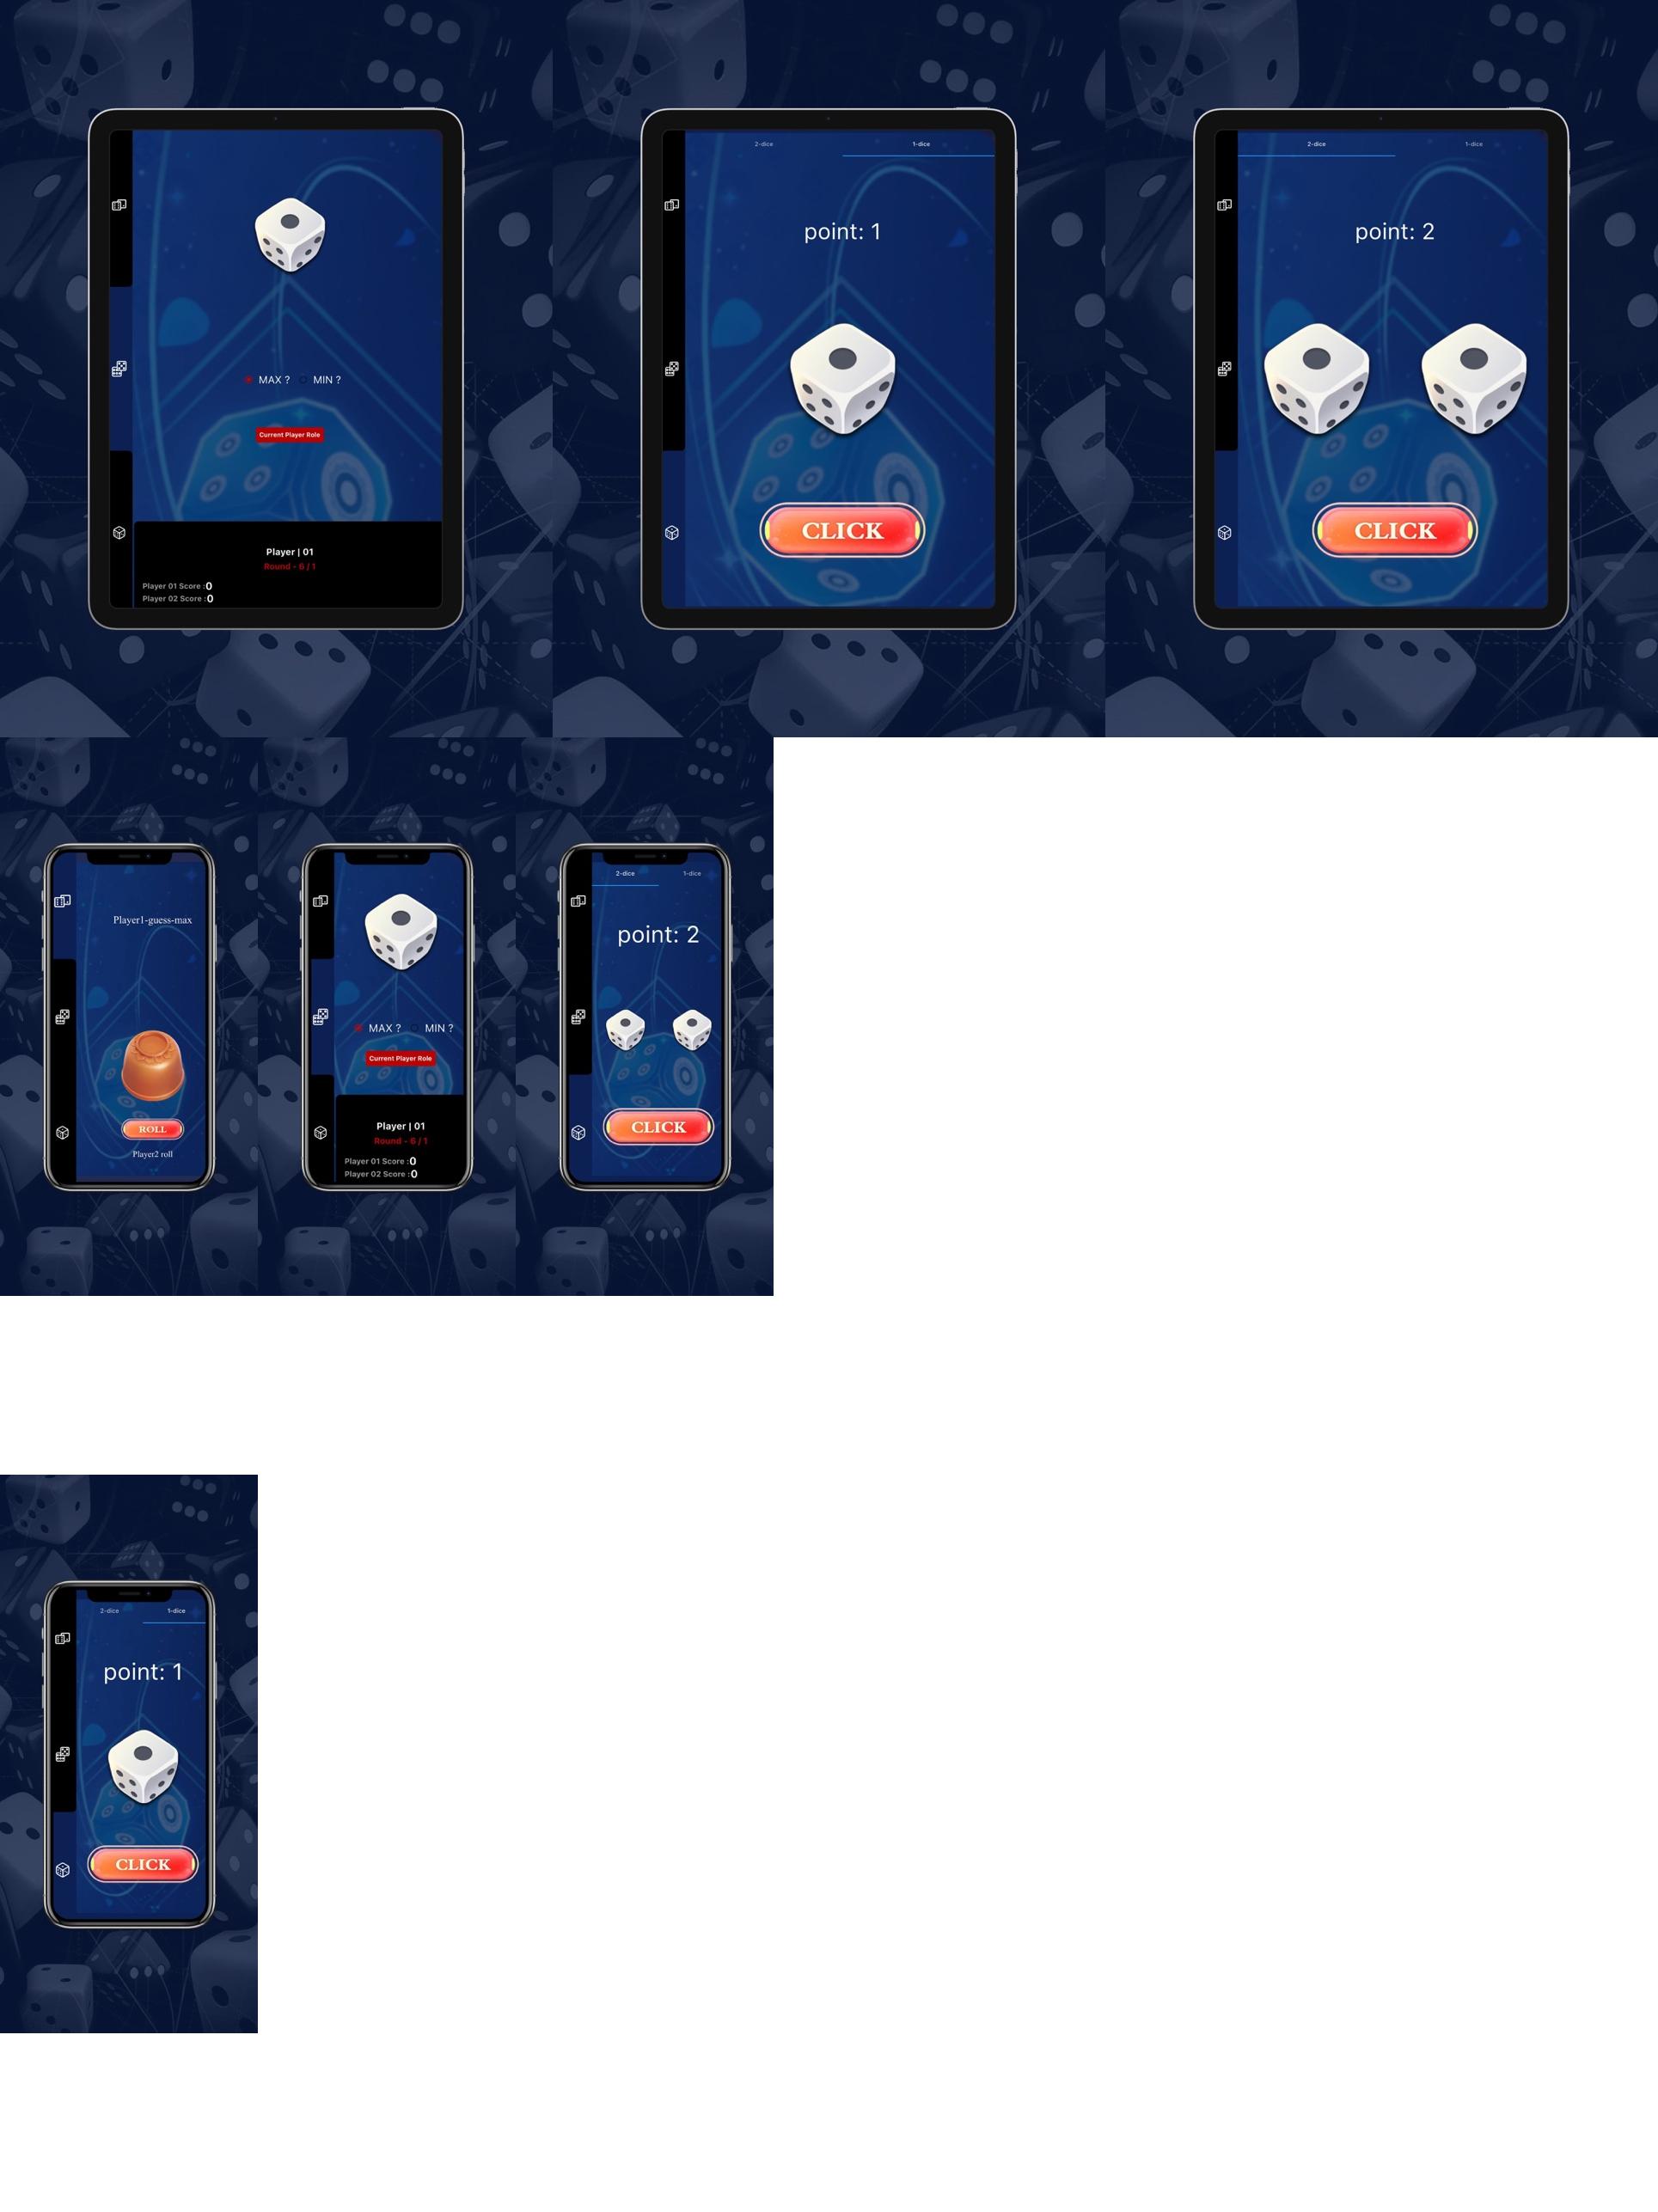 MAX ? MIN ?
Current Player Role
Player | 01
Round - 6 / 1
Player 01 Score :0
Player 02 Score :0
2-dice 1-dice
point: 1
CLICK
2-dice 1-dice
point: 2
CLICK
Player1-guess-max
ROLL
Player2 roll
MAX ? MIN ?
Current Player Role
Player | 01
Round - 6 / 1
Player 01 Score :0
Player 02 Score :0
2-dice 1-dice
point: 2
CLICK
2-dice 1-dice
point: 1
CLICK